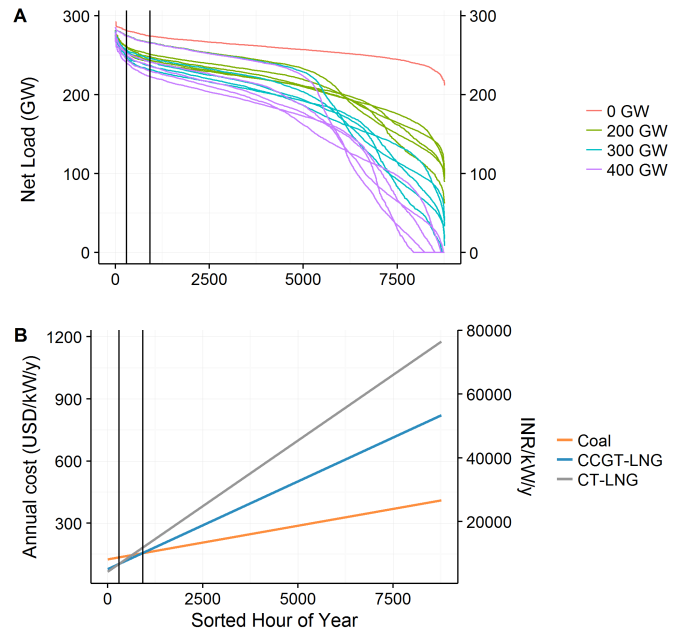 A
300
200
100
0
Net Load (GW)
300
200
100
0
0
2500
5000
7500
0 GW
200 GW
300 GW
400 GW
B
1200
900
600
300
Annual cost (USD/kW/y)
80000
60000
40000
20000
INR/kW/y
0
2500
5000
7500
Sorted Hour of Year
Coal
CCGT-LNG
CT-LNG